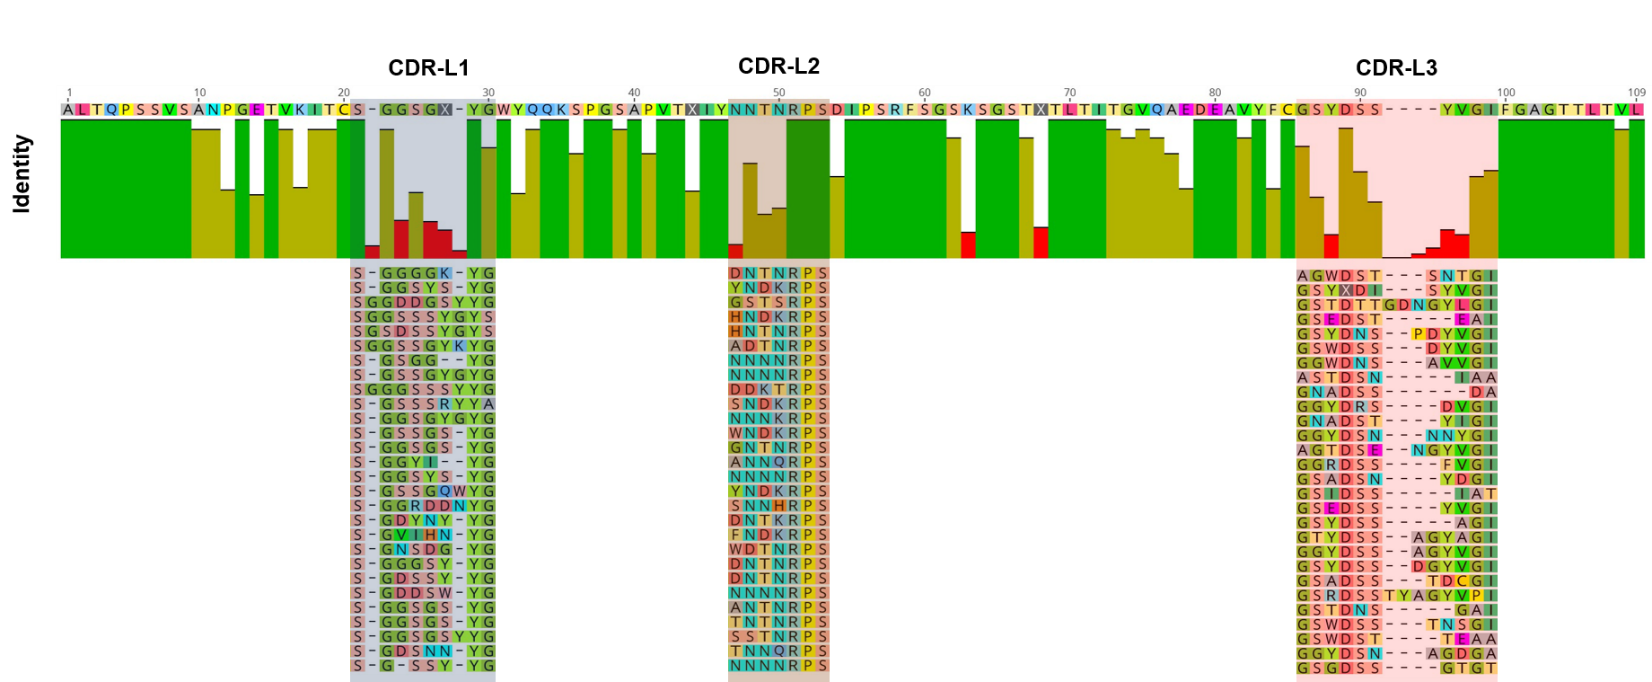 CDR-L1 CDR-L2 CDR-L3
1 10 20 30 40 50 60 70 80 90 100 109
ALTQPSSVSANPGETVKITCS-GGSGX-YGWYQQKSPGSAPVTXIYNNTNRPSDIPSRFSGSKSGSTXTLTITGVQAEDEAVYFCGSYDSS----YVGIFGAGTTLTVL
Identity
S-GGGGK-YG DNTNRPS AGWDST---SNTGI
S-GGSYS-YG YNDKRPS GSYXDI---SYVGI
SGGDDGSYYG GSTSRPS GSTDTTGDNGYLGI
SGGSSSYGYS HNDKRPS GSEDST-----EAI
SGSDSSYGYS HNTNRPS GSYDNS--PDYVGI
SGGSSGYKYG ADTNRPS GSWDSS---DYVGI
S-GSGG--YG NNNNRPS GGWDNS---AVVGI
S-GSSGYGYG NNNNRPS ASTDSN-----IAA
SGGGSSSYYG DDKTRPS GNADSS------DA
S-GSSSRYYA SNDKRPS GGYDRS----DVGI
S-GGSGYGYG NNNKRPS GNADST----YIGI
S-GSSGS-YG WNDKRPS GGYDSN---NNYGI
S-GGSGS-YG GNTNRPS AGTDSE--NGYVGI
S-GGYI--YG ANNQRPS GGRDSS----FVGI
S-GGSYS-YG NNNNRPS GSADSN----YDGI
S-GSSGQWYG YNDKRPS GSIDSS-----IAT
S-GGRDDNYG SNNHRPS GSEDSS----YVGI
S-GDYNY-YG DNTKRPS GSYDSS-----AGI
S-GVIHN-YG FNDKRPS GTYDSS--AGYAGI
S-GNSDG-YG WDTNRPS GGYDSS--AGYVGI
S-GGGSY-YG DNTNRPS GSYDSS--DGYVGI
S-GDSSY-YG DNTNRPS GSADSS---TDCGI
S-GDDSW-YG NNNNRPS GSRDSSTYAGYVPI
S-GGSGS-YG ANTNRPS GSTDNS-----GAI
S-GGSGS-YG TNTNRPS GSWDSS---TNSGI
S-GGSGSYYG SSTNRPS GSWDST----TEAA
S-GDSNN-YG TNNQRPS GGYDSN---AGDGA
S-G-SSY-YG NNNNRPS GSGDSS----GTGT